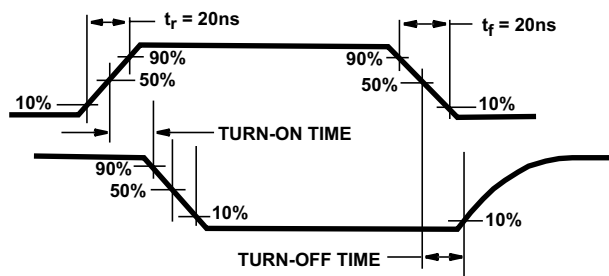 tr = 20ns
tf = 20ns
90%
90%
50%
50%
10%
10%
TURN-ON TIME
90%
50%
10%
10%
TURN-OFF TIME